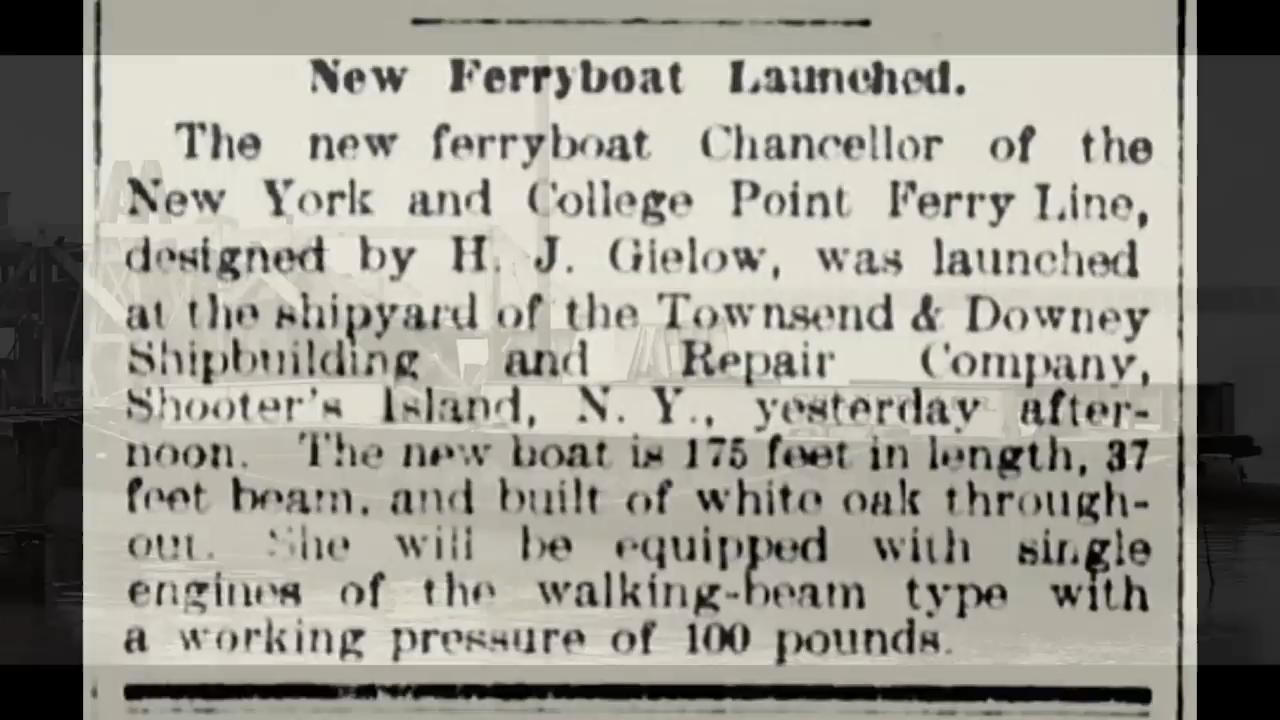 New Ferryboat Launched.
The new ferryboat Chancellor of the
New York and College Point Ferry Line,
designed by H. J. Gielow, was launched
at the shipyard of the Townsend & Downey
Shipbuilding and Repair Company,
Shooter's Island, N. Y., yesterday after-
noon. The new boat is 175 feet in length, 37
feet beam, and built of white oak through-
out. She will be equipped with single
engines of the walking-beam type with
a working pressure of 100 pounds.